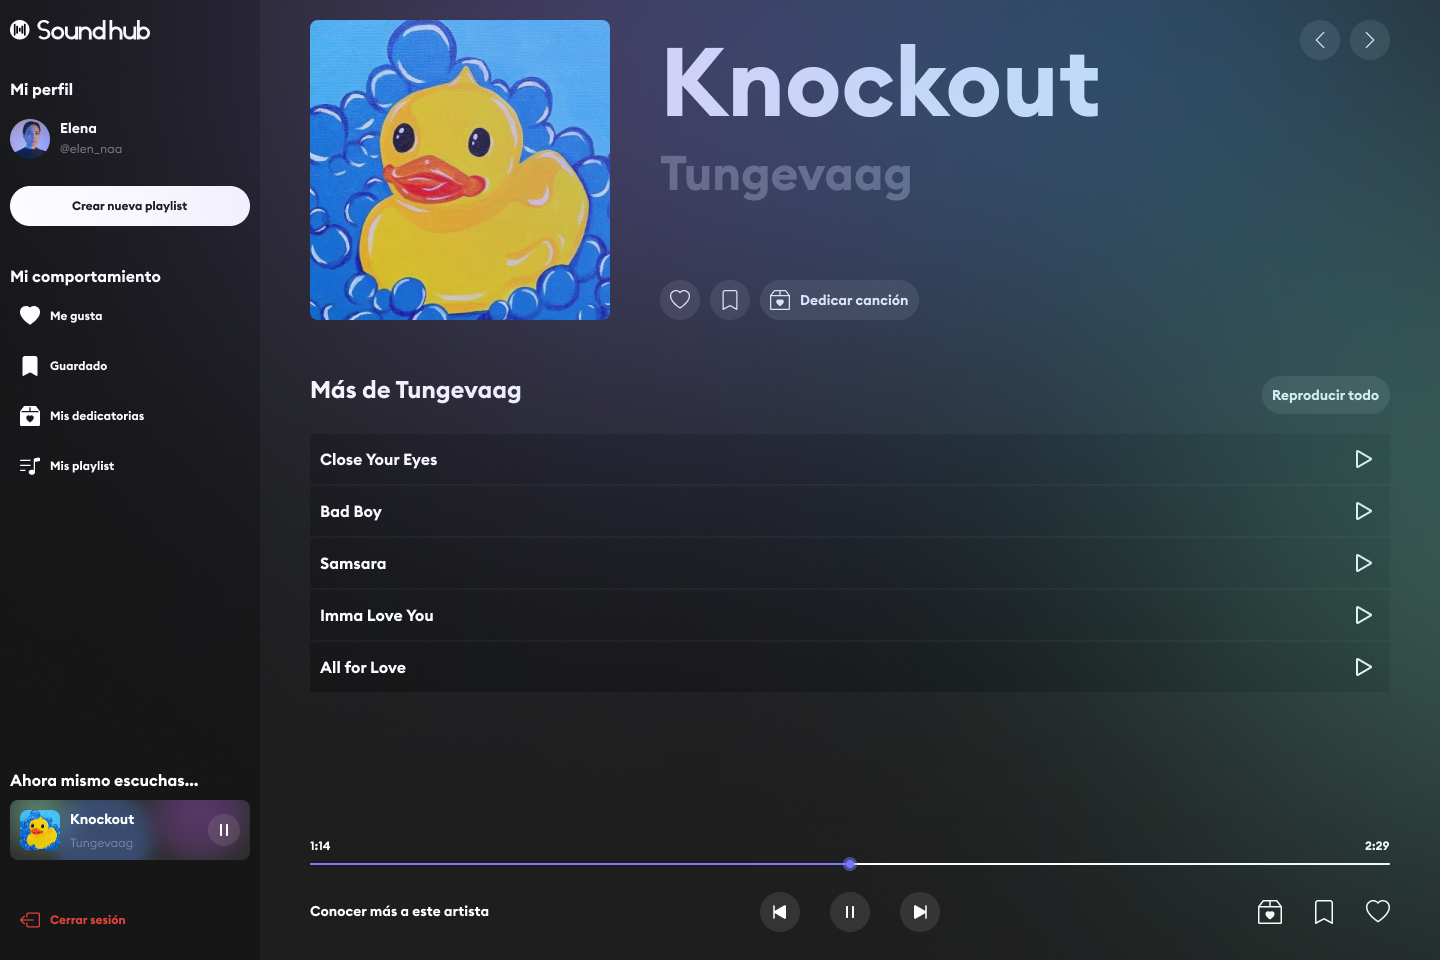 Soundhub
Mi perfil
Elena
@elen_naa
Crear nueva playlist
Mi comportamiento
Me gusta
Guardado
Mis dedicatorias
Mis playlist
Ahora mismo escuchas...
Knockout
Tungevaag
Cerrar sesión
Knockout
Tungevaag
Dedicar canción
Más de Tungevaag
Reproducir todo
Close Your Eyes
Bad Boy
Samsara
Imma Love You
All for Love
1:14
2:29
Conocer más a este artista